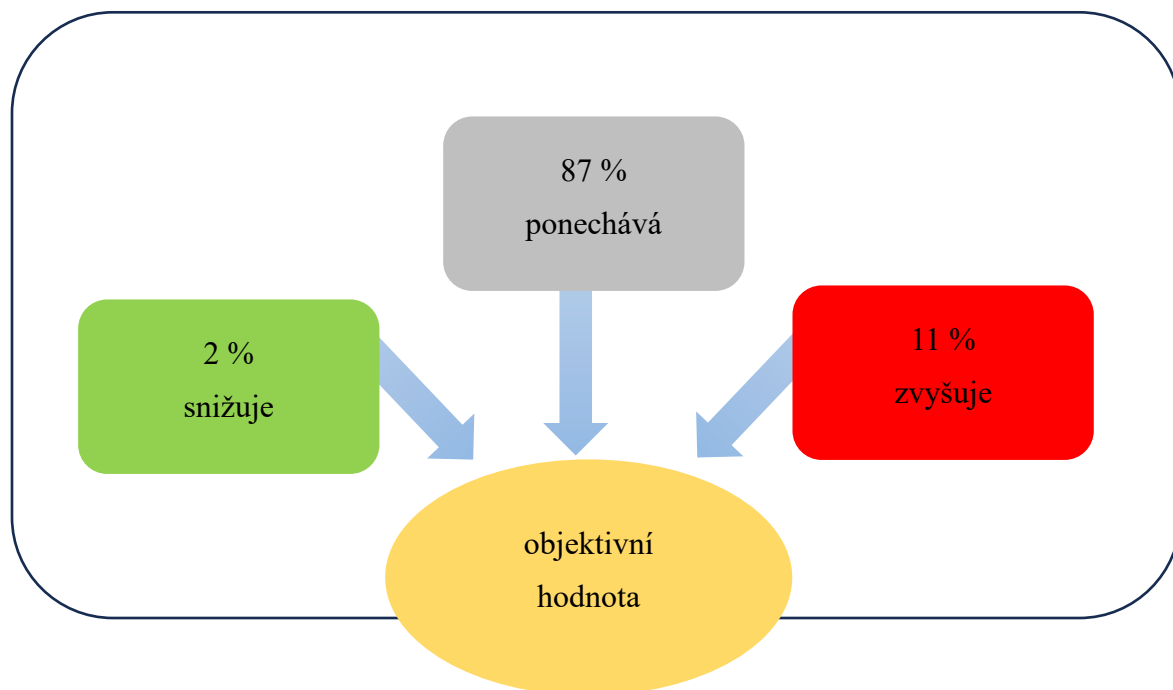 87 %
ponechává
2 %
snižuje
11 %
zvyšuje
objektivní
hodnota